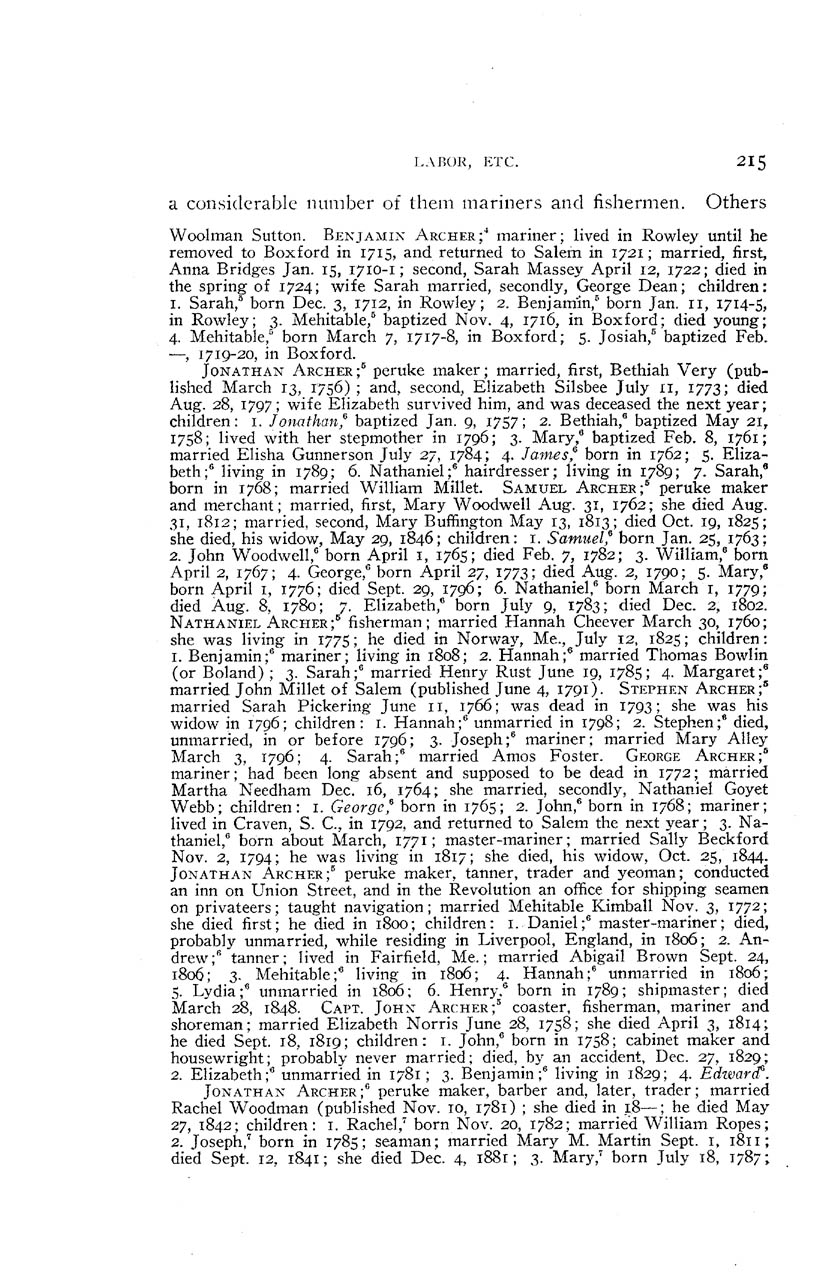 LABOR, ETC. 215
a considerable number of them mariners and fishermen. Others
Woolman Sutton. BENJAMIN ARCHER;⁴ mariner; lived in Rowley until he
removed to Boxford in 1715, and returned to Salem in 1721; married, first,
Anna Bridges Jan. 15, 1710-1; second, Sarah Massey April 12, 1722; died in
the spring of 1724; wife Sarah married, secondly, George Dean; children:
1. Sarah,⁵ born Dec. 3, 1712, in Rowley; 2. Benjamin,⁵ born Jan. 11, 1714-5,
in Rowley; 3. Mehitable,⁵ baptized Nov. 4, 1716, in Boxford; died young;
4. Mehitable,⁵ born March 7, 1717-8, in Boxford; 5. Josiah,⁵ baptized Feb.
—, 1719-20, in Boxford.
JONATHAN ARCHER;⁵ peruke maker; married, first, Bethiah Very (pub-
lished March 13, 1756); and, second, Elizabeth Silsbee July 11, 1773; died
Aug. 28, 1797; wife Elizabeth survived him, and was deceased the next year;
children: 1. Jonathan,⁶ baptized Jan. 9, 1757; 2. Bethiah,⁶ baptized May 21,
1758; lived with her stepmother in 1796; 3. Mary,⁶ baptized Feb. 8, 1761;
married Elisha Gunnerson July 27, 1784; 4. James,⁶ born in 1762; 5. Eliza-
beth;⁶ living in 1789; 6. Nathaniel;⁶ hairdresser; living in 1789; 7. Sarah,⁶
born in 1768; married William Millet. SAMUEL ARCHER;⁵ peruke maker
and merchant; married, first, Mary Woodwell Aug. 31, 1762; she died Aug.
31, 1812; married, second, Mary Buffington May 13, 1813; died Oct. 19, 1825;
she died, his widow, May 29, 1846; children: 1. Samuel,⁶ born Jan. 25, 1763;
2. John Woodwell,⁶ born April 1, 1765; died Feb. 7, 1782; 3. William,⁶ born
April 2, 1767; 4. George,⁶ born April 27, 1773; died Aug. 2, 1790; 5. Mary,⁶
born April 1, 1776; died Sept. 29, 1796; 6. Nathaniel,⁶ born March 1, 1779;
died Aug. 8, 1780; 7. Elizabeth,⁶ born July 9, 1783; died Dec. 2, 1802.
NATHANIEL ARCHER;⁵ fisherman; married Hannah Cheever March 30, 1760;
she was living in 1775; he died in Norway, Me., July 12, 1825; children:
1. Benjamin;⁶ mariner; living in 1808; 2. Hannah;⁶ married Thomas Bowlin
(or Boland); 3. Sarah;⁶ married Henry Rust June 19, 1785; 4. Margaret;⁶
married John Millet of Salem (published June 4, 1791). STEPHEN ARCHER;⁵
married Sarah Pickering June 11, 1766; was dead in 1793; she was his
widow in 1796; children: 1. Hannah;⁶ unmarried in 1798; 2. Stephen;⁶ died,
unmarried, in or before 1796; 3. Joseph;⁶ mariner; married Mary Alley
March 3, 1796; 4. Sarah;⁶ married Amos Foster. GEORGE ARCHER;⁵
mariner; had been long absent and supposed to be dead in 1772; married
Martha Needham Dec. 16, 1764; she married, secondly, Nathaniel Goyet
Webb; children: 1. George,⁶ born in 1765; 2. John,⁶ born in 1768; mariner;
lived in Craven, S. C., in 1792, and returned to Salem the next year; 3. Na-
thaniel,⁶ born about March, 1771; master-mariner; married Sally Beckford
Nov. 2, 1794; he was living in 1817; she died, his widow, Oct. 25, 1844.
JONATHAN ARCHER;⁵ peruke maker, tanner, trader and yeoman; conducted
an inn on Union Street, and in the Revolution an office for shipping seamen
on privateers; taught navigation; married Mehitable Kimball Nov. 3, 1772;
she died first; he died in 1800; children: 1. Daniel;⁶ master-mariner; died,
probably unmarried, while residing in Liverpool, England, in 1806; 2. An-
drew;⁶ tanner; lived in Fairfield, Me.; married Abigail Brown Sept. 24,
1806; 3. Mehitable;⁶ living in 1806; 4. Hannah;⁶ unmarried in 1806;
5. Lydia;⁶ unmarried in 1806; 6. Henry,⁶ born in 1789; shipmaster; died
March 28, 1848. CAPT. JOHN ARCHER;⁵ coaster, fisherman, mariner and
shoreman; married Elizabeth Norris June 28, 1758; she died April 3, 1814;
he died Sept. 18, 1819; children: 1. John,⁶ born in 1758; cabinet maker and
housewright; probably never married; died, by an accident, Dec. 27, 1829;
2. Elizabeth;⁶ unmarried in 1781; 3. Benjamin;⁶ living in 1829; 4. Edward⁶.
JONATHAN ARCHER;⁶ peruke maker, barber and, later, trader; married
Rachel Woodman (published Nov. 10, 1781); she died in 18—; he died May
27, 1842; children: 1. Rachel,⁷ born Nov. 20, 1782; married William Ropes;
2. Joseph,⁷ born in 1785; seaman; married Mary M. Martin Sept. 1, 1811;
died Sept. 12, 1841; she died Dec. 4, 1881; 3. Mary,⁷ born July 18, 1787;